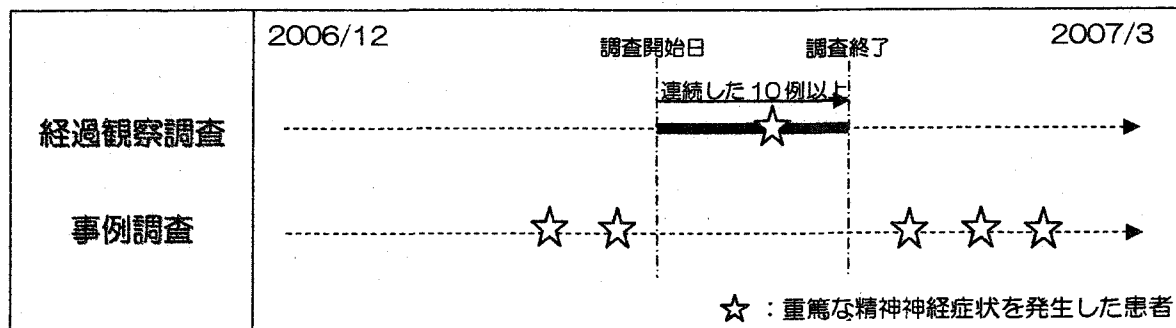 2006/12
2007/3
調査開始日
調査終了
連続した10例以上
経過観察調査
事例調査
☆：重篤な精神神経症状を発生した患者